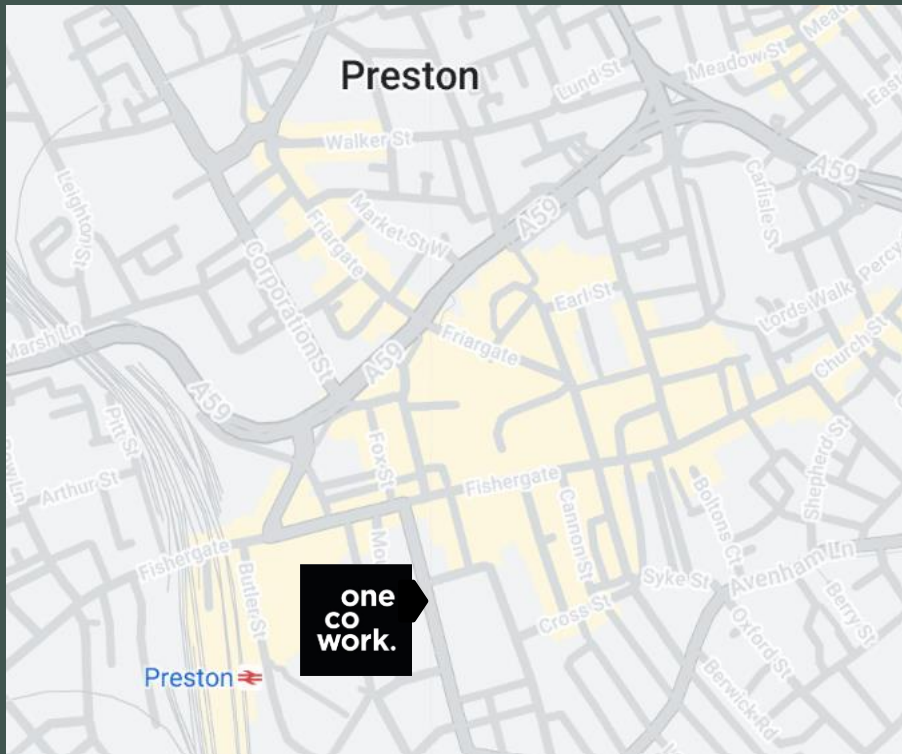 Mead
Meadow St
Preston
Lund St
East
Walker St
A59
Carlisle St
Leighton St
Market St W
A59
Friargate
Percy
Corporation St
Earl St
Lords Walk
Marsh Ln
Friargate
Church St
A59
A59
Pitt St
Fox St
Shepherd St
Arthur St
Fishergate
Boltons Ct
Cannon St
Fishergate
Butler St
one
co
work.
Syke St
Avenham Ln
Berry St
Cross St
Oxford St
Preston
Berwick Rd